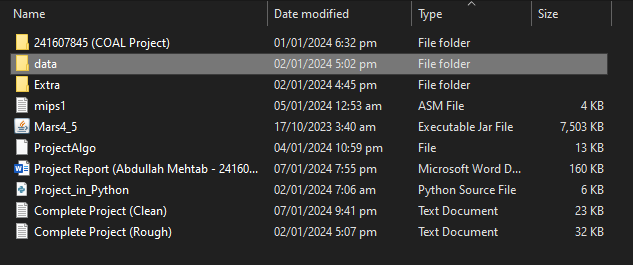 Name Date modified Type Size
241607845 (COAL Project) 01/01/2024 6:32 pm File folder
data 02/01/2024 5:02 pm File folder
Extra 02/01/2024 4:45 pm File folder
mips1 05/01/2024 12:53 am ASM File 4 KB
Mars4_5 17/10/2023 3:40 am Executable Jar File 7,503 KB
ProjectAlgo 04/01/2024 10:59 pm File 13 KB
Project Report (Abdullah Mehtab - 24160... 07/01/2024 7:55 pm Microsoft Word D... 160 KB
Project_in_Python 02/01/2024 7:06 am Python Source File 6 KB
Complete Project (Clean) 07/01/2024 9:41 pm Text Document 23 KB
Complete Project (Rough) 02/01/2024 5:07 pm Text Document 32 KB